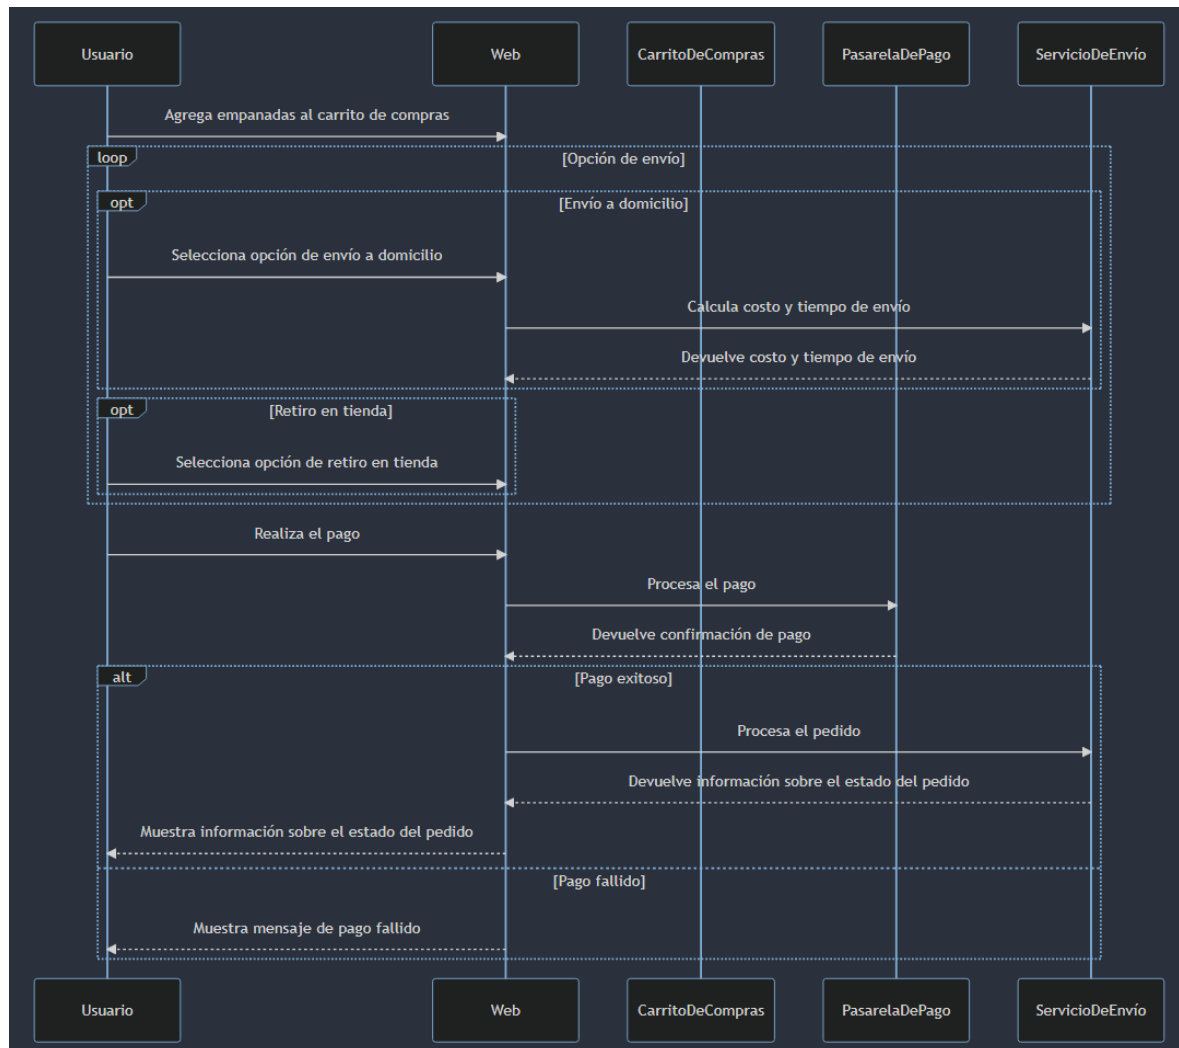 Usuario
Web
CarritoDeCompras
PasarelaDePago
ServicioDeEnvío
Agrega empanadas al carrito de compras
loop
[Opción de envío]
opt
[Envío a domicilio]
Selecciona opción de envío a domicilio
Calcula costo y tiempo de envío
Devuelve costo y tiempo de envío
opt
[Retiro en tienda]
Selecciona opción de retiro en tienda
Realiza el pago
Procesa el pago
Devuelve confirmación de pago
alt
[Pago exitoso]
Procesa el pedido
Devuelve información sobre el estado del pedido
Muestra información sobre el estado del pedido
[Pago fallido]
Muestra mensaje de pago fallido
Usuario
Web
CarritoDeCompras
PasarelaDePago
ServicioDeEnvío